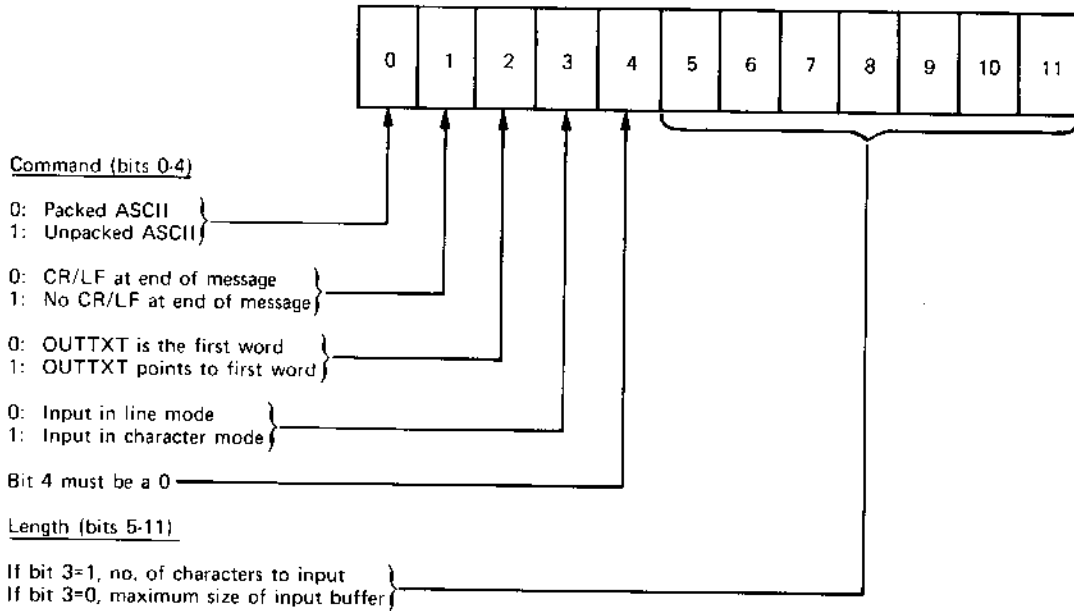 0 1 2 3 4 5 6 7 8 9 10 11
Command (bits 0-4)
0: Packed ASCII
1: Unpacked ASCII
0: CR/LF at end of message
1: No CR/LF at end of message
0: OUTTXT is the first word
1: OUTTXT points to first word
0: Input in line mode
1: Input in character mode
Bit 4 must be a 0
Length (bits 5-11)
If bit 3=1, no. of characters to input
If bit 3=0, maximum size of input buffer